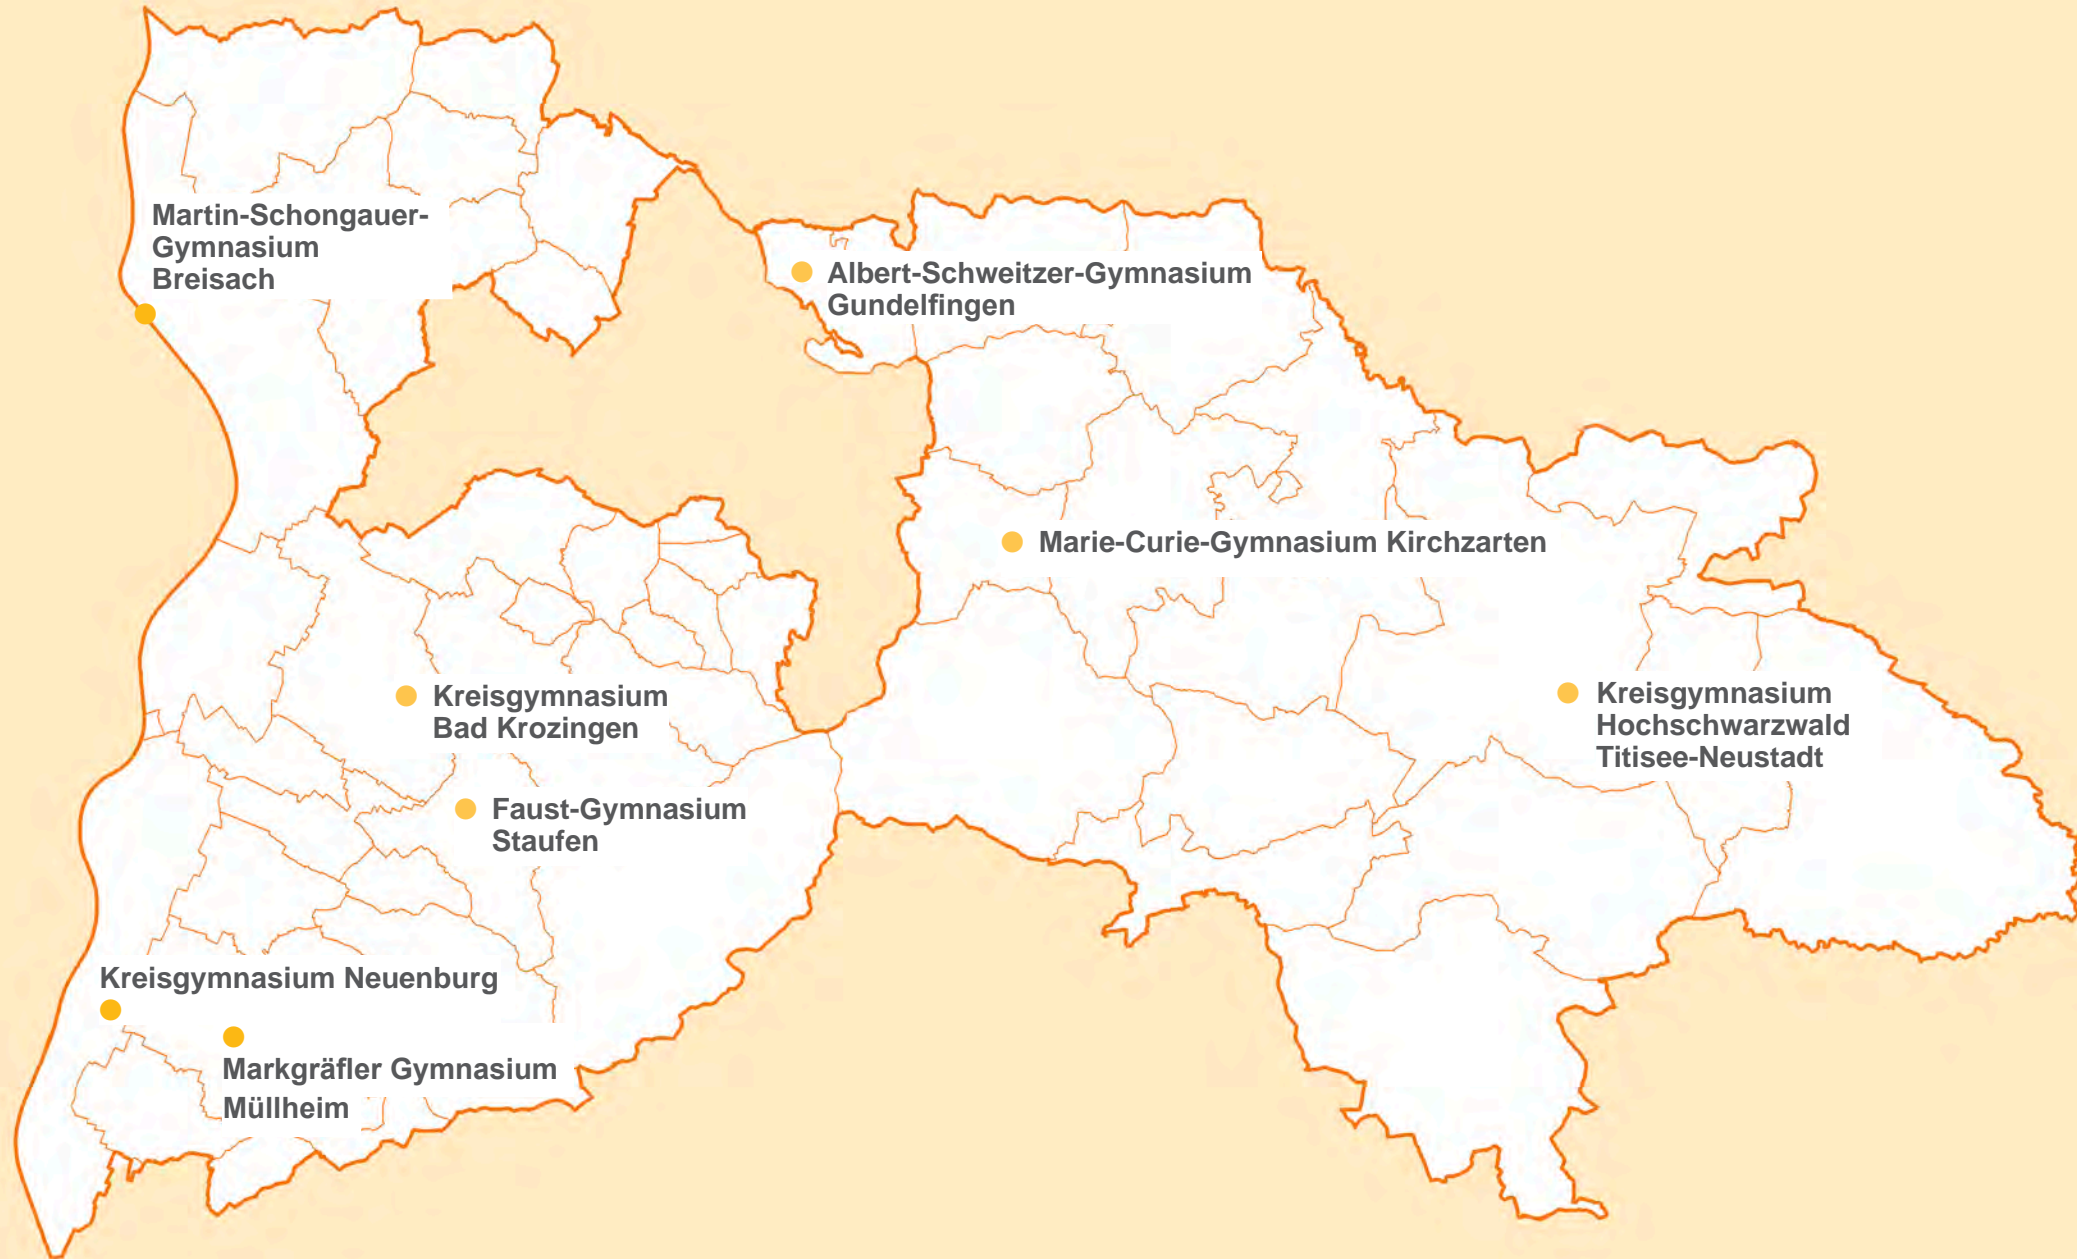 Martin-Schongauer-
Gymnasium
Breisach
Albert-Schweitzer-Gymnasium
Gundelfingen
Marie-Curie-Gymnasium Kirchzarten
Kreisgymnasium
Bad Krozingen
Kreisgymnasium
Hochschwarzwald
Titisee-Neustadt
Faust-Gymnasium
Staufen
Kreisgymnasium Neuenburg
Markgräfler Gymnasium
Müllheim